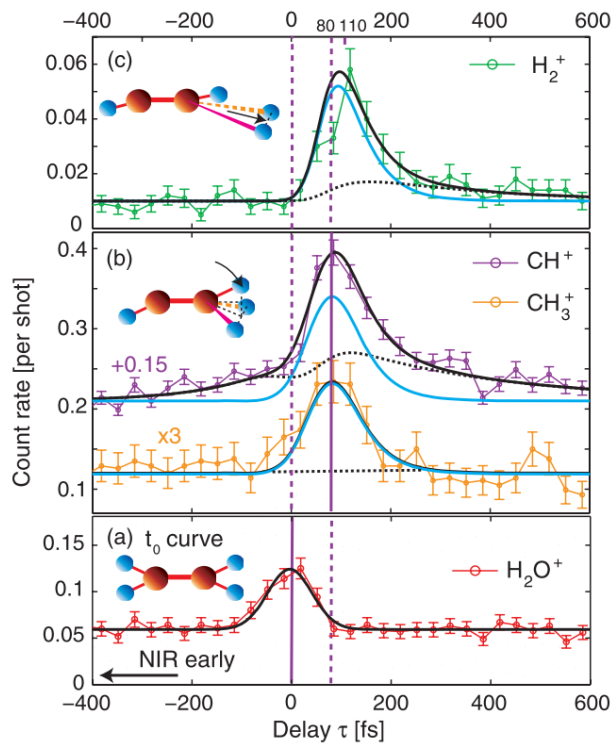 −400 −200 0 80 110 200 400 600
(c)
H₂⁺
0.06
0.04
0.02
0
(b)
CH⁺
CH₃⁺
0.4
0.3
+0.15
0.2
x3
0.1
Count rate [per shot]
(a) t₀ curve
H₂O⁺
0.15
0.1
0.05
0
NIR early
−400 −200 0 200 400 600
Delay τ [fs]